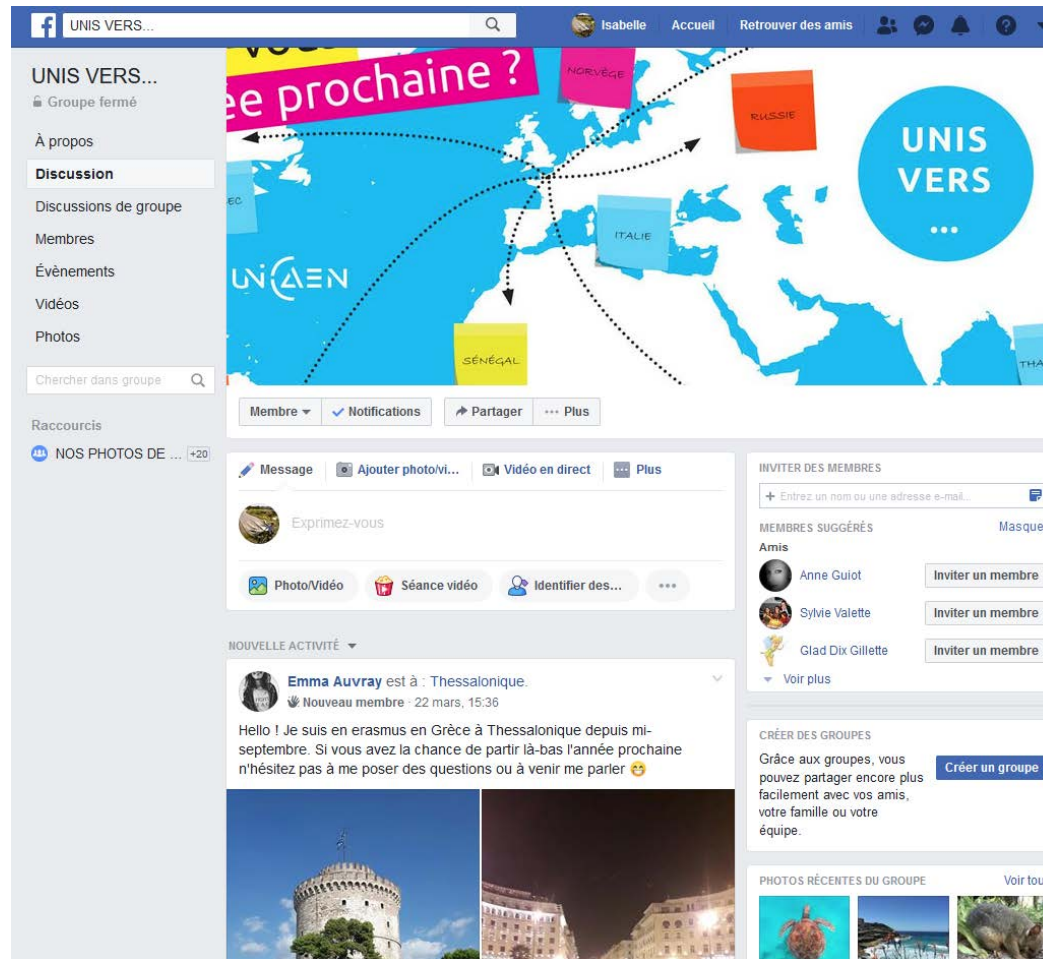 UNIS VERS...
Isabelle
Accueil
Retrouver des amis
UNIS VERS...
Groupe fermé
À propos
Discussion
Discussions de groupe
Membres
Évènements
Vidéos
Photos
Chercher dans groupe
Raccourcis
NOS PHOTOS DE ... +20
VOUS
ée prochaine ?
NORVÈGE
RUSSIE
UNIS
VERS
...
EC
ITALIE
UNICAEN
SÉNÉGAL
THA
Membre
Notifications
Partager
Plus
Message
Ajouter photo/vi...
Vidéo en direct
Plus
Exprimez-vous
Photo/Vidéo
Séance vidéo
Identifier des...
NOUVELLE ACTIVITÉ
Emma Auvray est à : Thessalonique.
Nouveau membre · 22 mars, 15:36
Hello ! Je suis en erasmus en Grèce à Thessalonique depuis mi-
septembre. Si vous avez la chance de partir là-bas l'année prochaine
n'hésitez pas à me poser des questions ou à venir me parler 😁
INVITER DES MEMBRES
+ Entrez un nom ou une adresse e-mail...
MEMBRES SUGGÉRÉS
Masque
Amis
Anne Guiot
Inviter un membre
Sylvie Valette
Inviter un membre
Glad Dix Gillette
Inviter un membre
Voir plus
CRÉER DES GROUPES
Grâce aux groupes, vous
pouvez partager encore plus
facilement avec vos amis,
votre famille ou votre
équipe.
Créer un groupe
PHOTOS RÉCENTES DU GROUPE
Voir tou